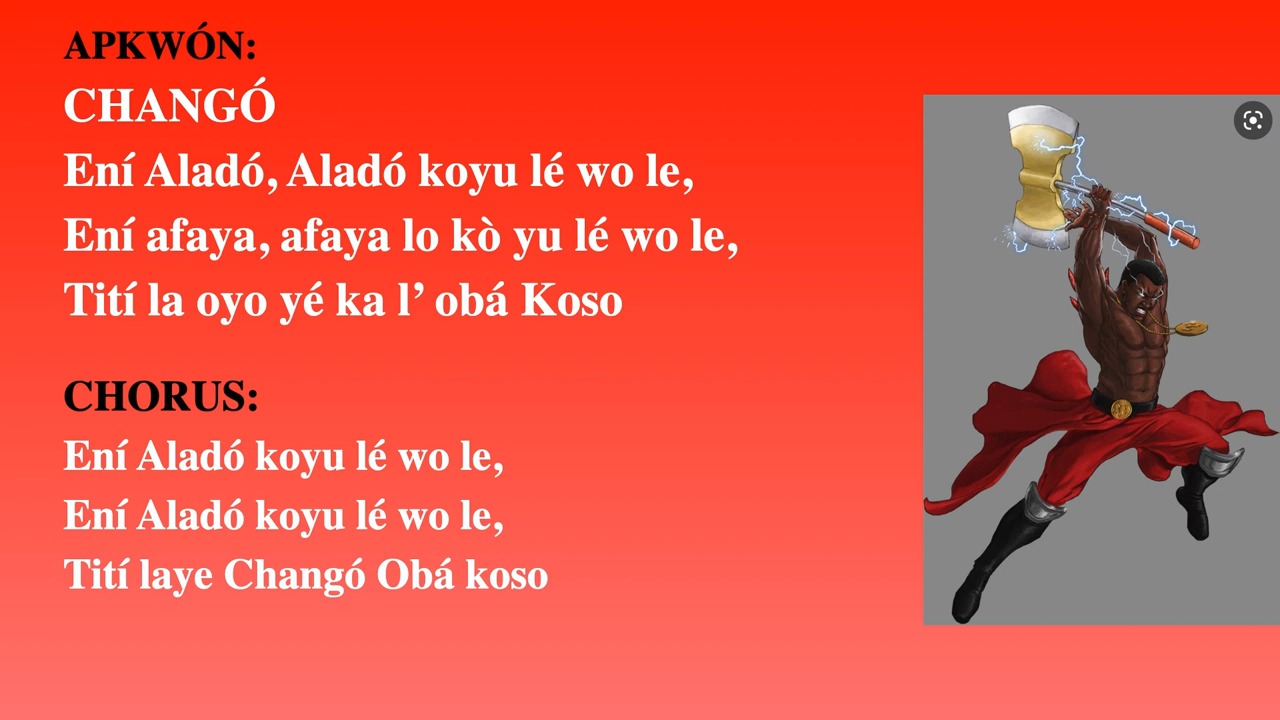 APKWÓN:
CHANGÓ
Ení Aladó, Aladó koyu lé wo le,
Ení afaya, afaya lo kò yu lé wo le,
Tití la oyo yé ka l’ obá Koso
CHORUS:
Ení Aladó koyu lé wo le,
Ení Aladó koyu lé wo le,
Tití laye Changó Obá koso